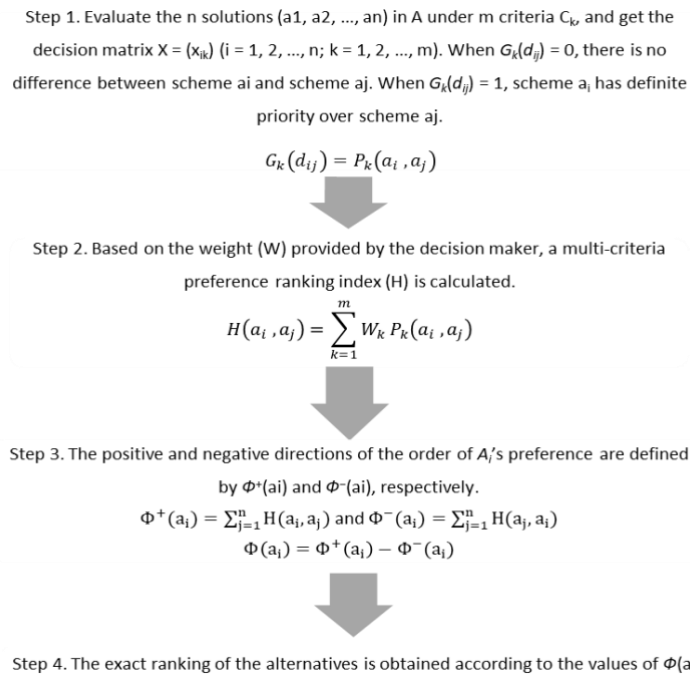 Step 1. Evaluate the n solutions (a1, a2, ..., an) in A under m criteria Cₖ, and get the
decision matrix X = (xᵢₖ) (i = 1, 2, ..., n; k = 1, 2, ..., m). When Gₖ(dᵢⱼ) = 0, there is no
difference between scheme ai and scheme aj. When Gₖ(dᵢⱼ) = 1, scheme aᵢ has definite
priority over scheme aj.
Gₖ(dᵢⱼ) = Pₖ(aᵢ ,aⱼ)
Step 2. Based on the weight (W) provided by the decision maker, a multi-criteria
preference ranking index (H) is calculated.
H(aᵢ ,aⱼ) = ∑ₖ₌₁ᵐ Wₖ Pₖ(aᵢ ,aⱼ)
Step 3. The positive and negative directions of the order of Aᵢ's preference are defined
by Φ⁺(ai) and Φ⁻(ai), respectively.
Φ⁺(aᵢ) = ∑ⱼ₌₁ⁿ H(aᵢ,aⱼ) and Φ⁻(aᵢ) = ∑ⱼ₌₁ⁿ H(aⱼ,aᵢ)
Φ(aᵢ) = Φ⁺(aᵢ) − Φ⁻(aᵢ)
Step 4. The exact ranking of the alternatives is obtained according to the values of Φ(a